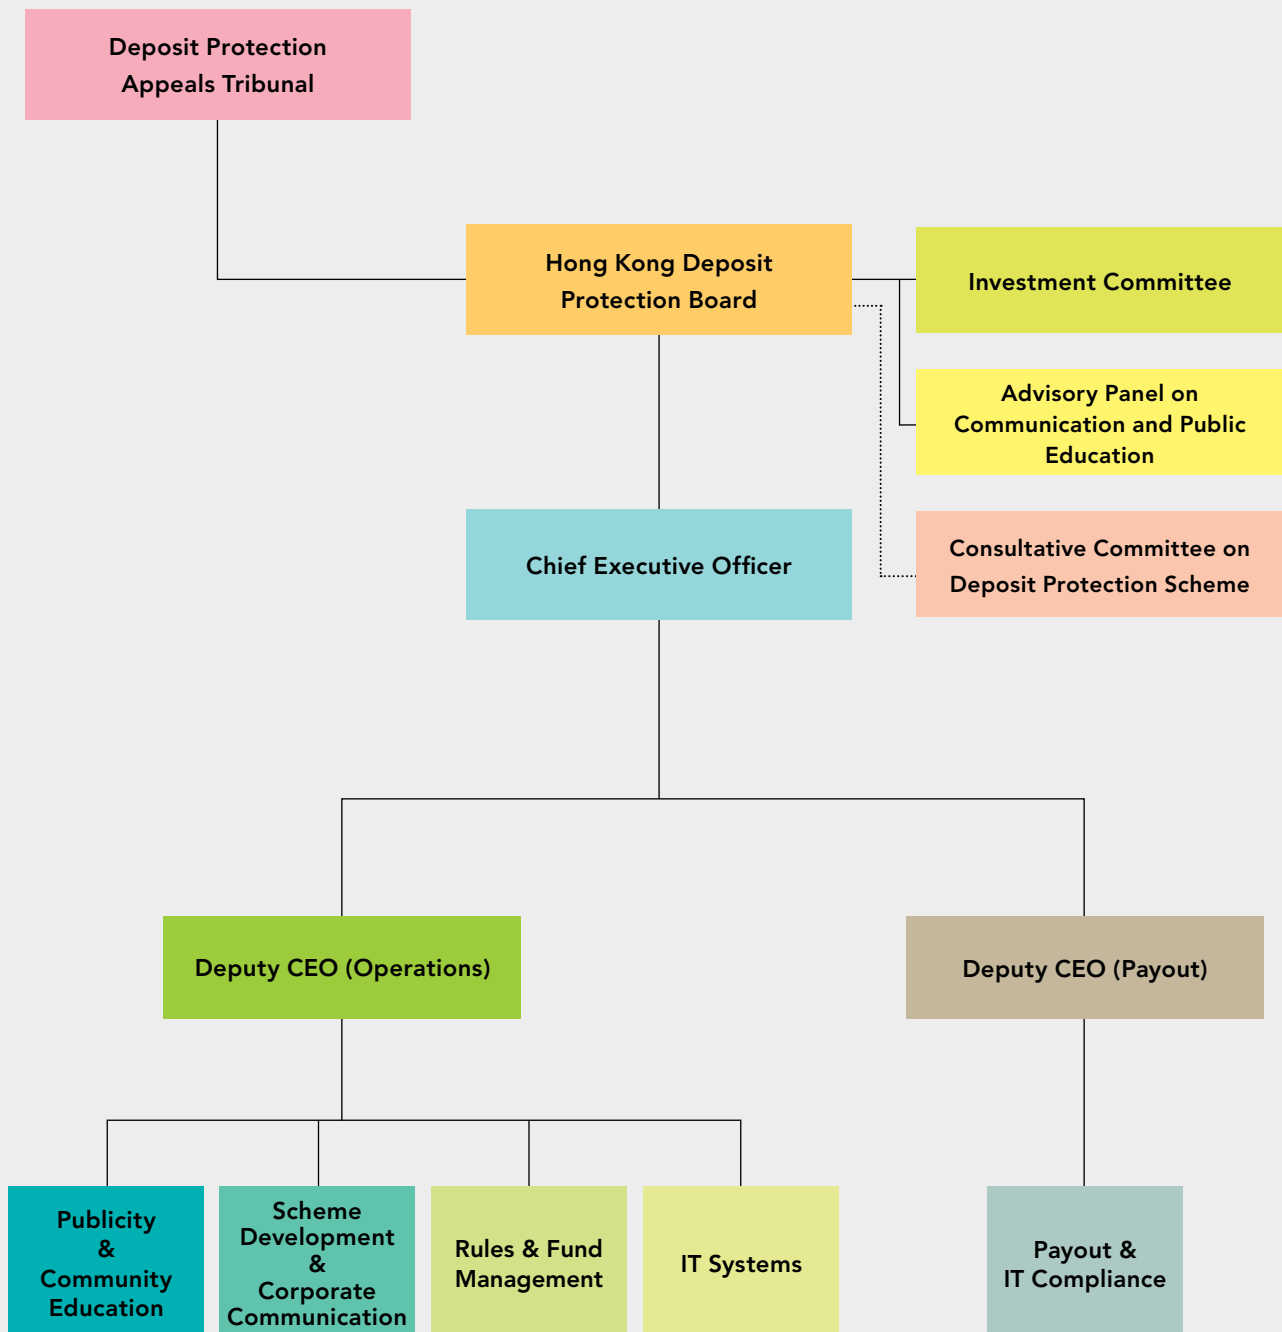 Deposit Protection
Appeals Tribunal
Hong Kong Deposit
Protection Board
Investment Committee
Advisory Panel on
Communication and Public
Education
Consultative Committee on
Deposit Protection Scheme
Chief Executive Officer
Deputy CEO (Operations)
Deputy CEO (Payout)
Publicity
&
Community
Education
Scheme
Development
&
Corporate
Communication
Rules & Fund
Management
IT Systems
Payout &
IT Compliance